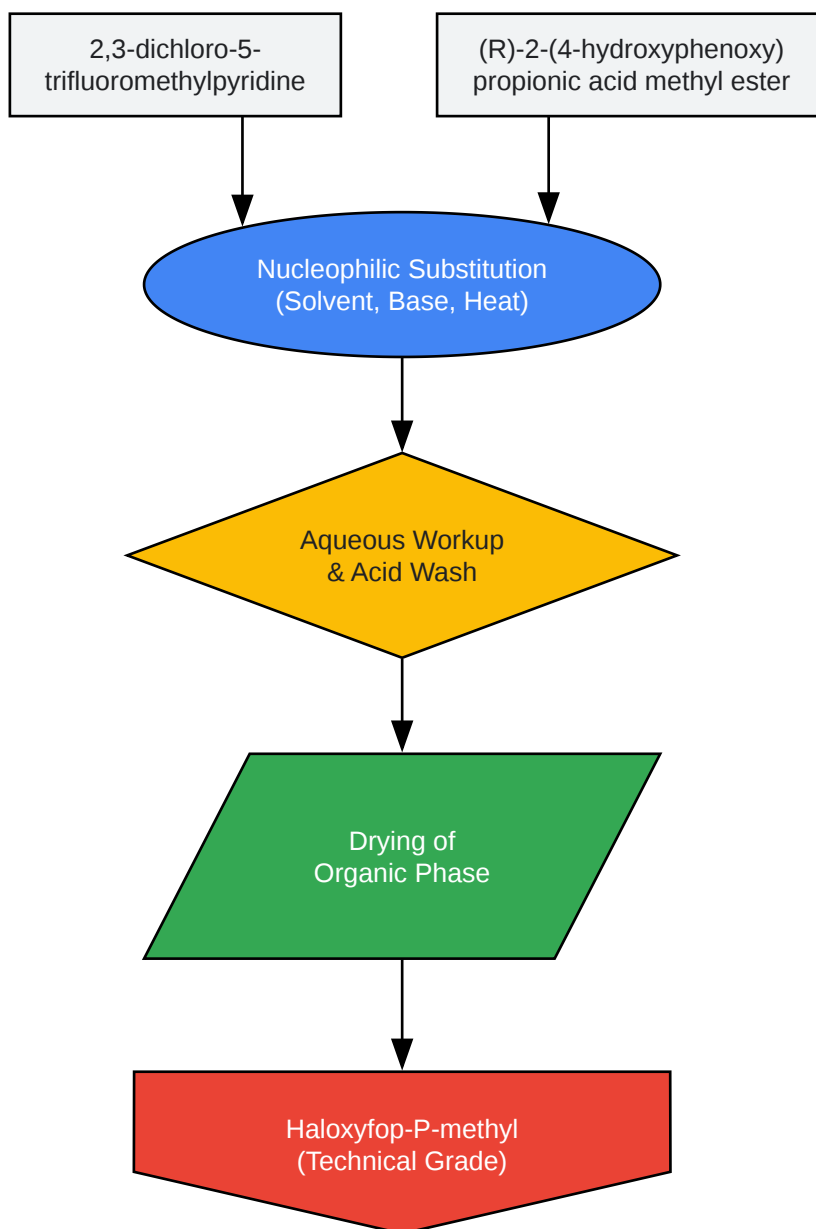 2,3-dichloro-5-
trifluoromethylpyridine
(R)-2-(4-hydroxyphenoxy)
propionic acid methyl ester
Nucleophilic Substitution
(Solvent, Base, Heat)
Aqueous Workup
& Acid Wash
Drying of
Organic Phase
Haloxyfop-P-methyl
(Technical Grade)